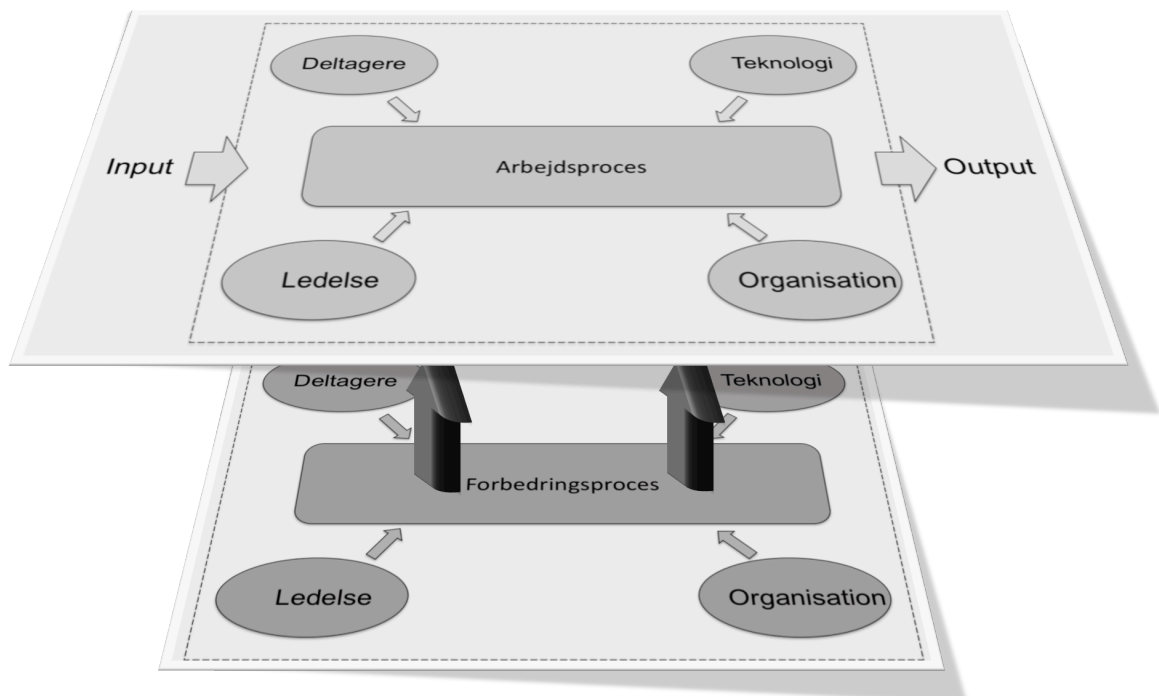 Deltagere
Teknologi
Input
Arbejdsproces
Output
Ledelse
Organisation
Deltagere
Teknologi
Forbedringsproces
Ledelse
Organisation